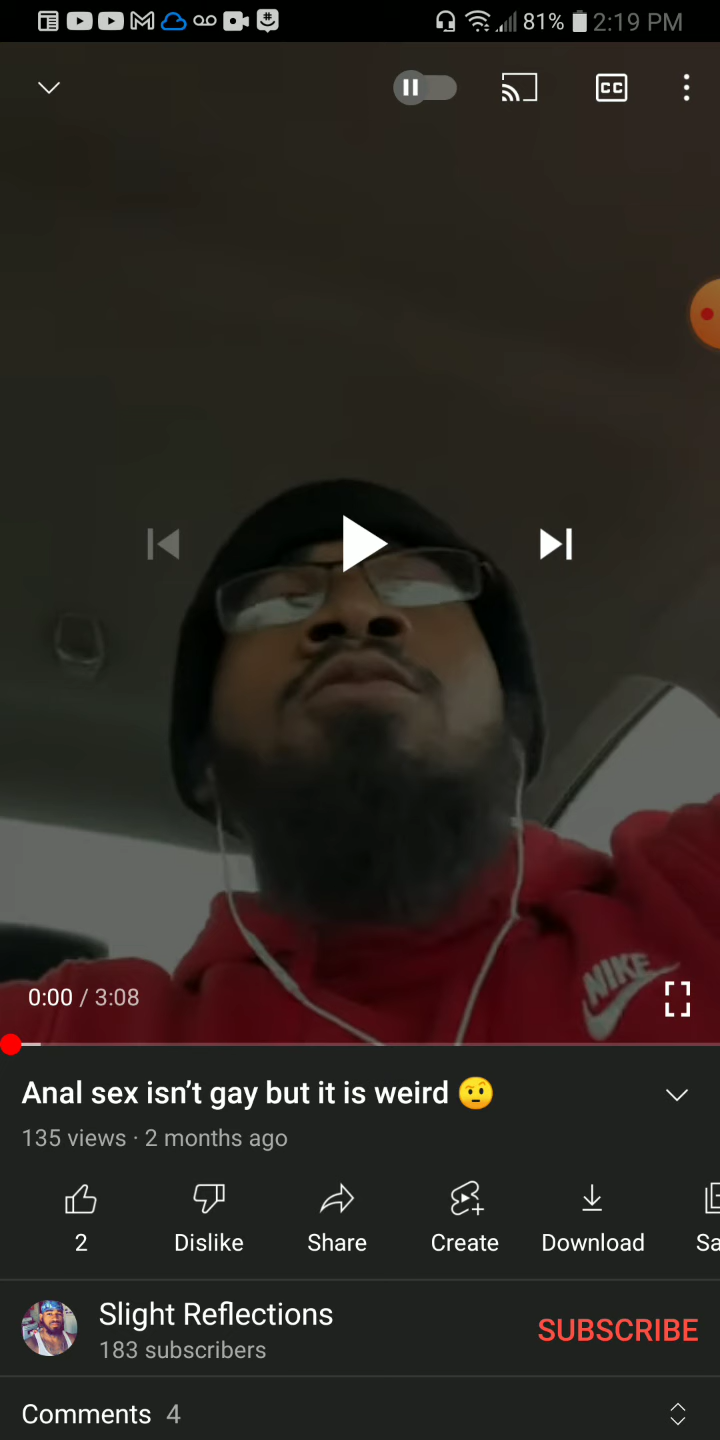 81% 2:19 PM
CC
NIKE
0:00 / 3:08
Anal sex isn’t gay but it is weird 🤨
135 views · 2 months ago
2 Dislike Share Create Download Sa
Slight Reflections
183 subscribers
SUBSCRIBE
Comments 4